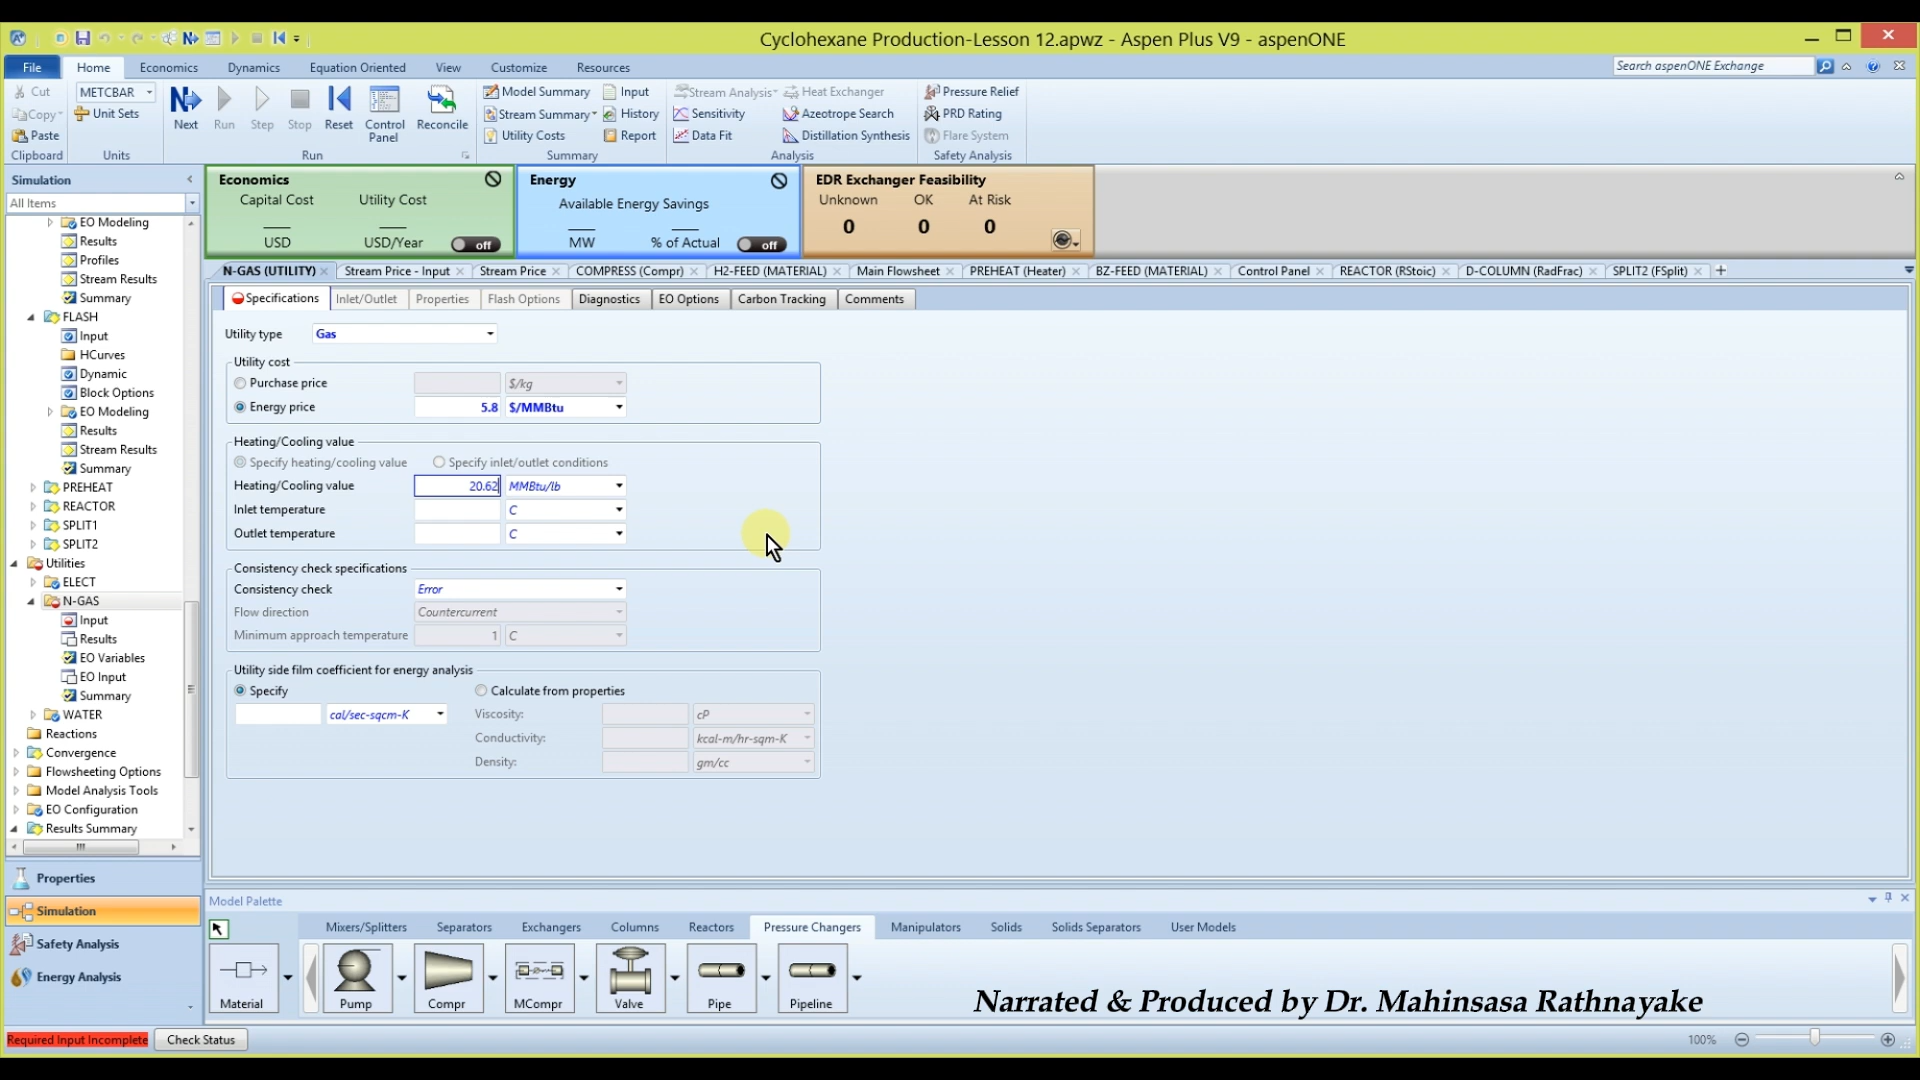 Cyclohexane Production-Lesson 12.apwz - Aspen Plus V9 - aspenONE
File Home Economics Dynamics Equation Oriented View Customize Resources Search aspenONE Exchange
Cut METCBAR Model Summary Input Stream Analysis Heat Exchanger Pressure Relief
Copy Unit Sets Next Run Step Stop Reset Control Panel Reconcile Stream Summary History Sensitivity Azeotrope Search PRD Rating
Paste Utility Costs Report Data Fit Distillation Synthesis Flare System
Clipboard Units Run Summary Analysis Safety Analysis
Simulation
All Items
EO Modeling
Results
Profiles
Stream Results
Summary
FLASH
Input
HCurves
Dynamic
Block Options
EO Modeling
Results
Stream Results
Summary
PREHEAT
REACTOR
SPLIT1
SPLIT2
Utilities
ELECT
N-GAS
Input
Results
EO Variables
EO Input
Summary
WATER
Reactions
Convergence
Flowsheeting Options
Model Analysis Tools
EO Configuration
Results Summary
Properties
Simulation
Safety Analysis
Energy Analysis
Economics
Capital Cost Utility Cost
USD USD/Year off
Energy
Available Energy Savings
MW % of Actual off
EDR Exchanger Feasibility
Unknown OK At Risk
0 0 0
N-GAS (UTILITY) Stream Price - Input Stream Price COMPRESS (Compr) H2-FEED (MATERIAL) Main Flowsheet PREHEAT (Heater) BZ-FEED (MATERIAL) Control Panel REACTOR (RStoic) D-COLUMN (RadFrac) SPLIT2 (FSplit)
Specifications Inlet/Outlet Properties Flash Options Diagnostics EO Options Carbon Tracking Comments
Utility type Gas
Utility cost
Purchase price $/kg
Energy price 5.8 $/MMBtu
Heating/Cooling value
Specify heating/cooling value Specify inlet/outlet conditions
Heating/Cooling value 20.62 MMBtu/lb
Inlet temperature C
Outlet temperature C
Consistency check specifications
Consistency check Error
Flow direction Countercurrent
Minimum approach temperature 1 C
Utility side film coefficient for energy analysis
Specify Calculate from properties
cal/sec-sqcm-K Viscosity: cP
Conductivity: kcal-m/hr-sqm-K
Density: gm/cc
Model Palette
Mixers/Splitters Separators Exchangers Columns Reactors Pressure Changers Manipulators Solids Solids Separators User Models
Material Pump Compr MCompr Valve Pipe Pipeline
Narrated & Produced by Dr. Mahinsasa Rathnayake
Required Input Incomplete Check Status 100%